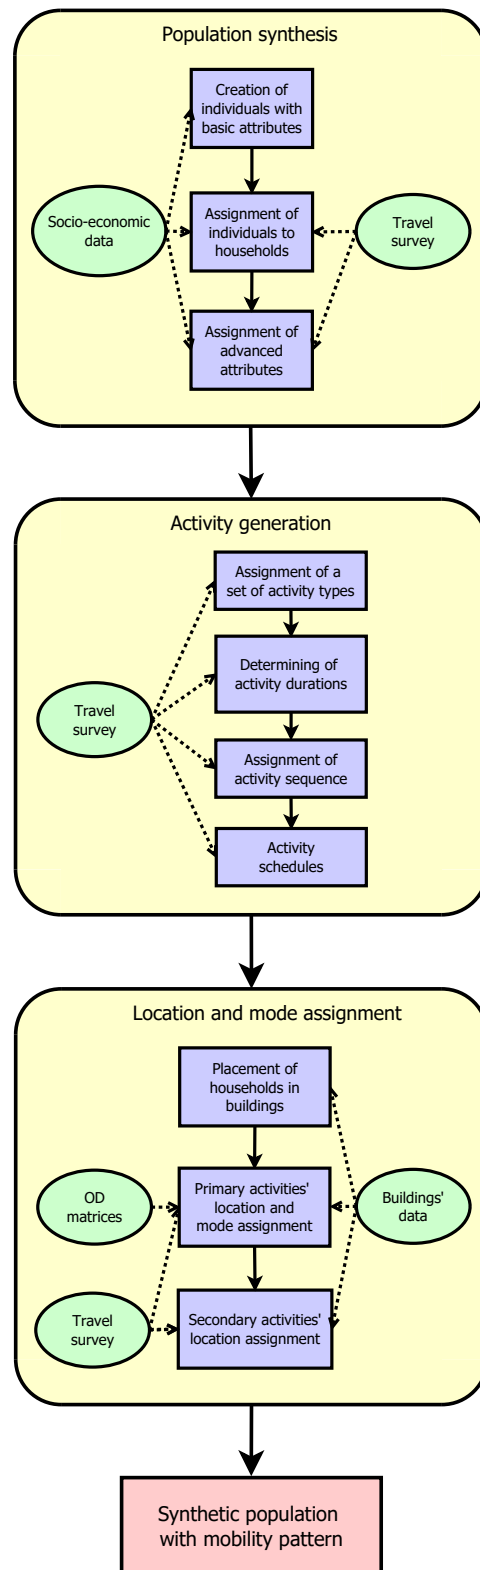 Population synthesis
Creation of
individuals with
basic attributes
Socio-economic
data
Assignment of
individuals to
households
Travel
survey
Assignment of
advanced
attributes
Activity generation
Assignment of a
set of activity types
Determining of
activity durations
Travel
survey
Assignment of
activity sequence
Activity
schedules
Location and mode assignment
Placement of
households in
buildings
OD
matrices
Primary activities'
location and
mode assignment
Buildings'
data
Travel
survey
Secondary activities'
location assignment
Synthetic population
with mobility pattern